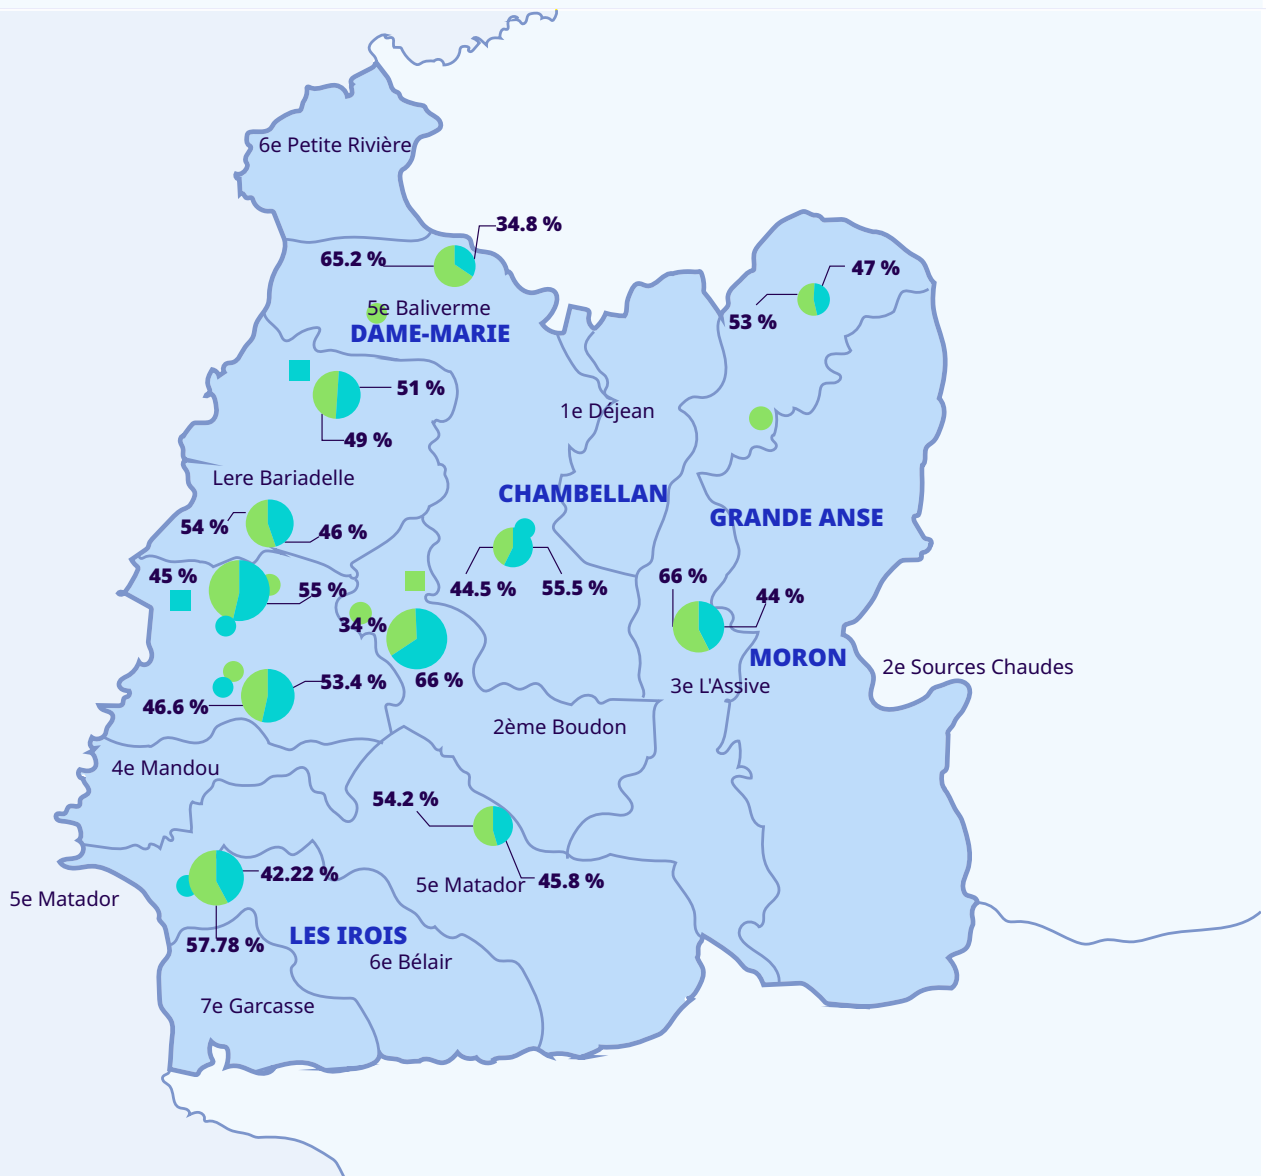 6e Petite Rivière
34.8 %
65.2 %
47 %
5e Baliverme
53 %
DAME-MARIE
51 %
1e Déjean
49 %
Lere Bariadelle
CHAMBELLAN
GRANDE ANSE
54 %
46 %
45 %
55 %
44.5 %
55.5 %
66 %
44 %
34 %
MORON
2e Sources Chaudes
66 %
53.4 %
3e L'Assive
46.6 %
2ème Boudon
4e Mandou
54.2 %
42.22 %
5e Matador
45.8 %
5e Matador
LES IROIS
57.78 %
6e Bélair
7e Garcasse